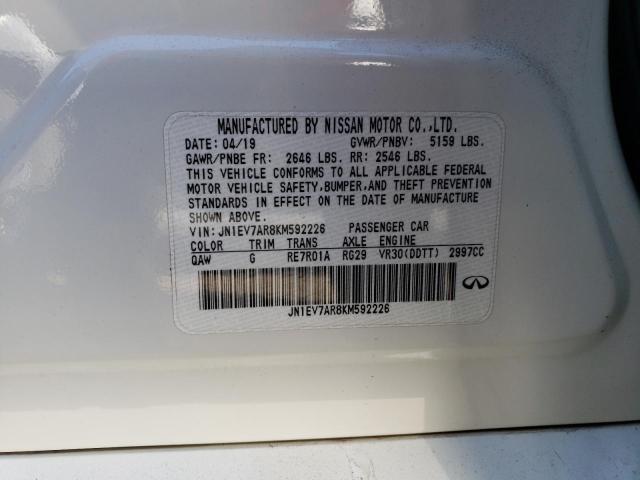 MANUFACTURED BY NISSAN MOTOR CO.,LTD.
DATE: 04/19 GVWR/PNBV: 5159 LBS.
GAWR/PNBE FR: 2646 LBS. RR: 2546 LBS.
THIS VEHICLE CONFORMS TO ALL APPLICABLE FEDERAL
MOTOR VEHICLE SAFETY,BUMPER,AND THEFT PREVENTION
STANDARDS IN EFFECT ON THE DATE OF MANUFACTURE
SHOWN ABOVE.
VIN: JN1EV7AR8KM592226 PASSENGER CAR
COLOR TRIM TRANS AXLE ENGINE
QAW G RE7R01A RG29 VR30(DDTT) 2997CC
JN1EV7AR8KM592226